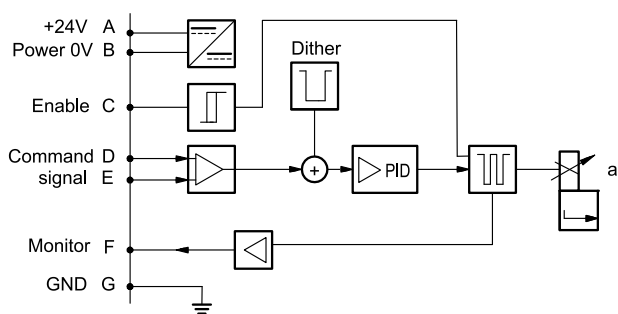 +24V A
Power 0V B
Dither
Enable C
Command D
signal E
+
PID
a
Monitor F
GND G